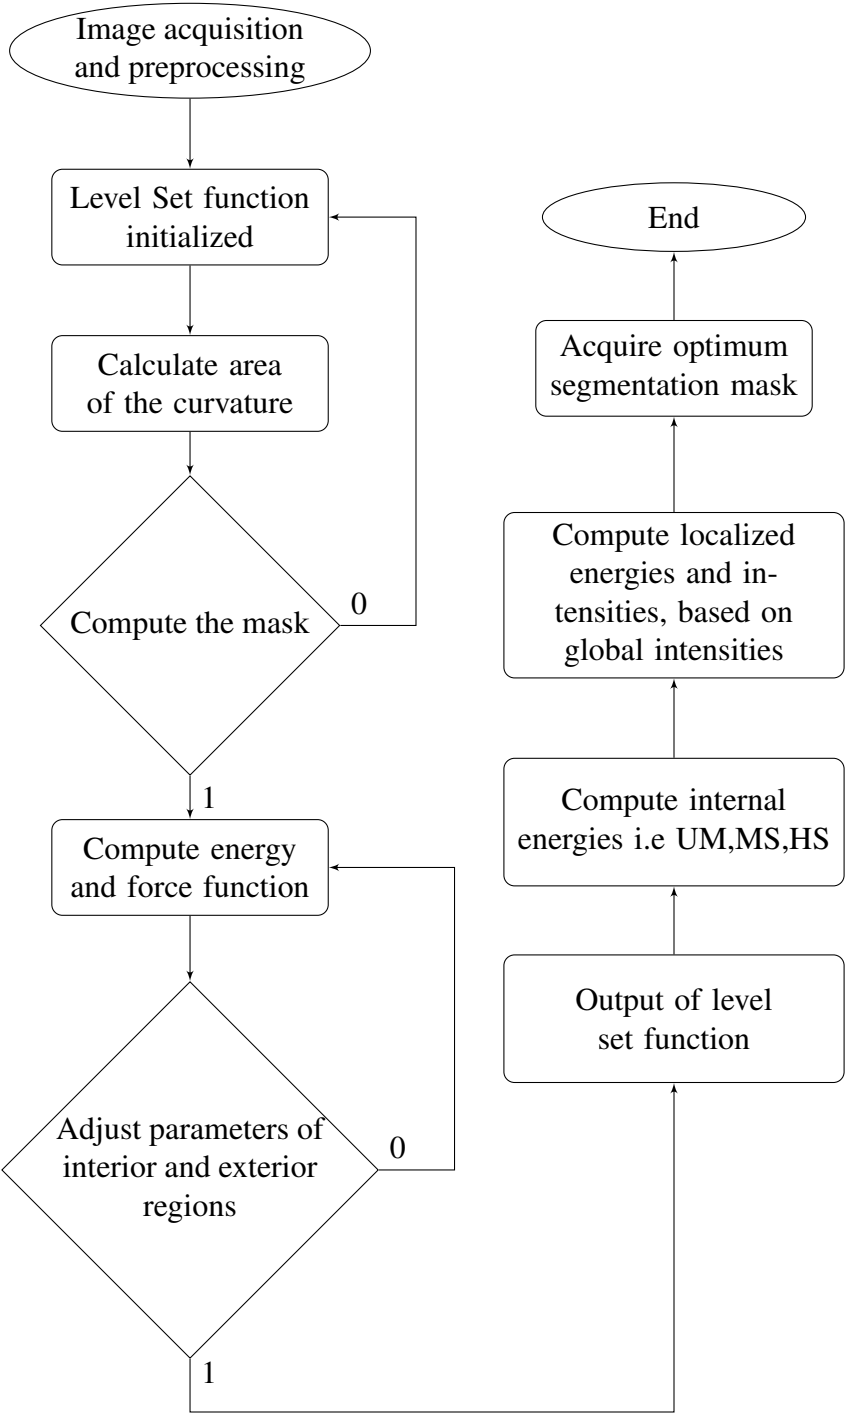 Image acquisition
and preprocessing
Level Set function
initialized
Calculate area
of the curvature
Compute the mask
0
1
Compute energy
and force function
Adjust parameters of
interior and exterior
regions
0
1
Output of level
set function
Compute internal
energies i.e UM,MS,HS
Compute localized
energies and in-
tensities, based on
global intensities
Acquire optimum
segmentation mask
End